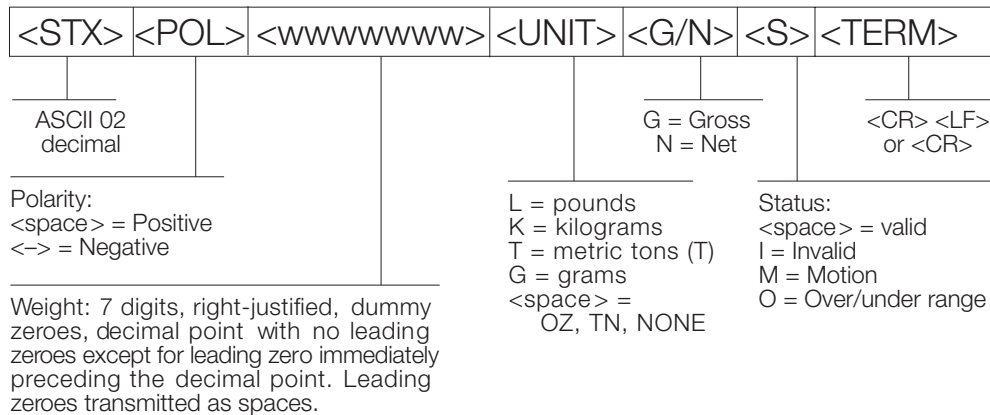 <STX> <POL> <wwwwwww> <UNIT> <G/N> <S> <TERM>
ASCII 02
decimal
G = Gross
N = Net
<CR> <LF>
or <CR>
Polarity:
<space> = Positive
<–> = Negative
L = pounds
K = kilograms
T = metric tons (T)
G = grams
<space> =
OZ, TN, NONE
Status:
<space> = valid
I = Invalid
M = Motion
O = Over/under range
Weight: 7 digits, right-justified, dummy
zeroes, decimal point with no leading
zeroes except for leading zero immediately
preceding the decimal point. Leading
zeroes transmitted as spaces.